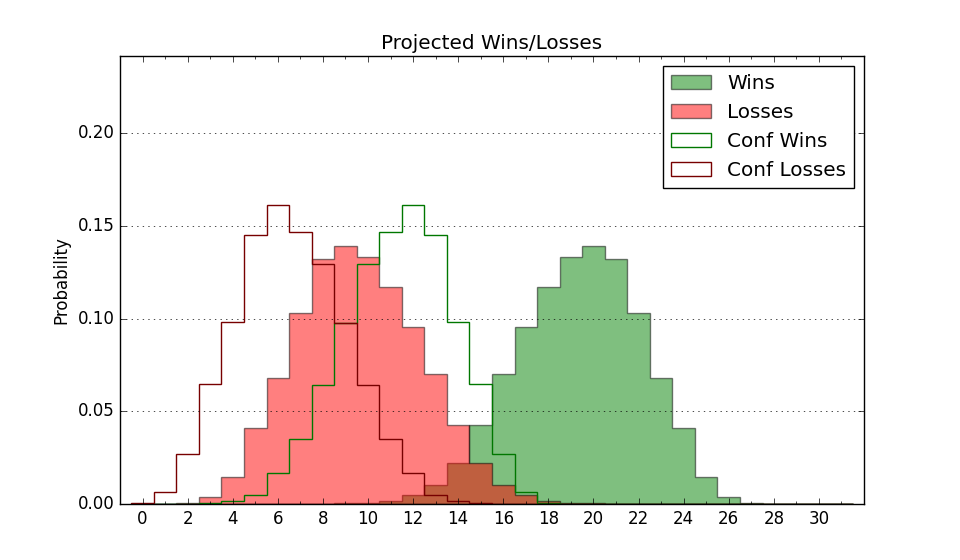 Projected Wins/Losses
Wins
Losses
Conf Wins
Conf Losses
Probability
0.20
0.15
0.10
0.05
0.00
0 2 4 6 8 10 12 14 16 18 20 22 24 26 28 30